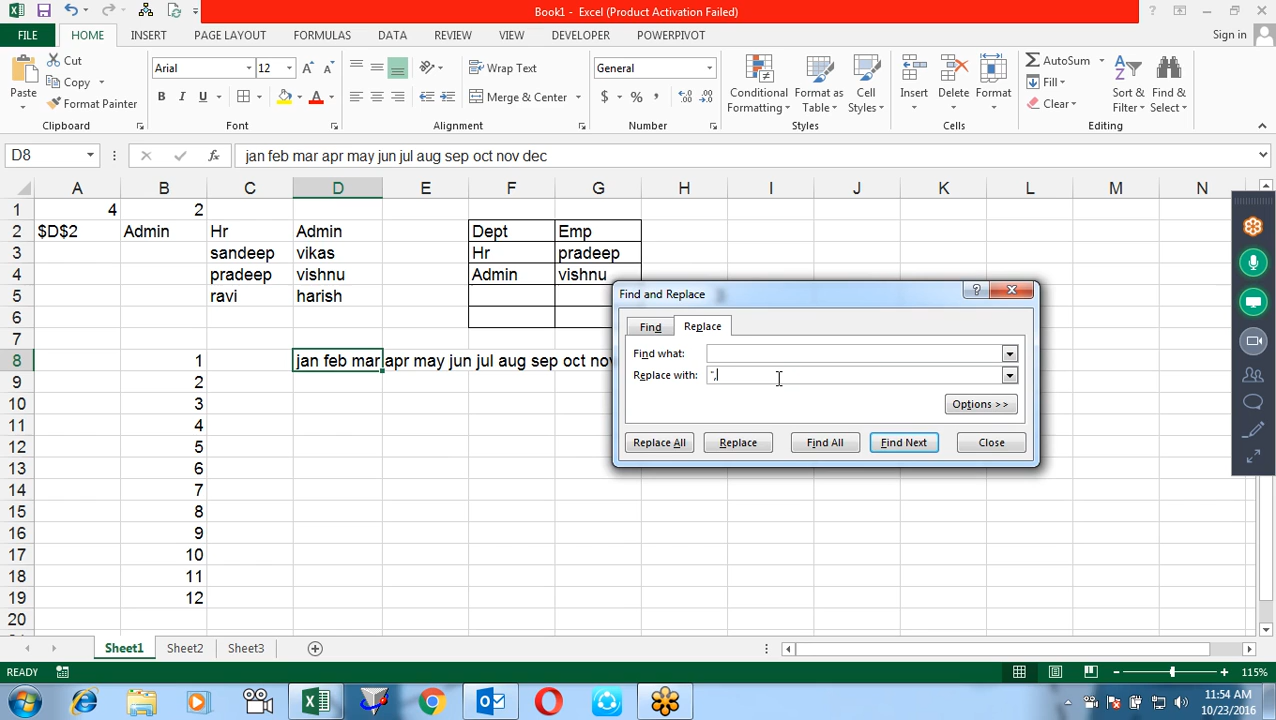 Book1 - Excel (Product Activation Failed)
FILE HOME INSERT PAGE LAYOUT FORMULAS DATA REVIEW VIEW DEVELOPER POWERPIVOT Sign in
Paste Cut Copy Format Painter Clipboard
Arial 12 B I U A Font
Wrap Text Merge & Center Alignment
General $ % , Number
Conditional Formatting Format as Table Cell Styles Styles
Insert Delete Format Cells
AutoSum Fill Clear Sort & Filter Find & Select Editing
D8 fx jan feb mar apr may jun jul aug sep oct nov dec
A B C D E F G H I J K L M N
1 4 2
2 $D$2 Admin Hr Admin Dept Emp
3 sandeep vikas Hr pradeep
4 pradeep vishnu Admin vishnu
5 ravi harish
6
7
8 1 jan feb mar apr may jun jul aug sep oct nov
9 2
10 3
11 4
12 5
13 6
14 7
15 8
16 9
17 10
18 11
19 12
20
Find and Replace
Find Replace
Find what:
Replace with: ",
Options >>
Replace All Replace Find All Find Next Close
Sheet1 Sheet2 Sheet3
READY 115%
11:54 AM
10/23/2016